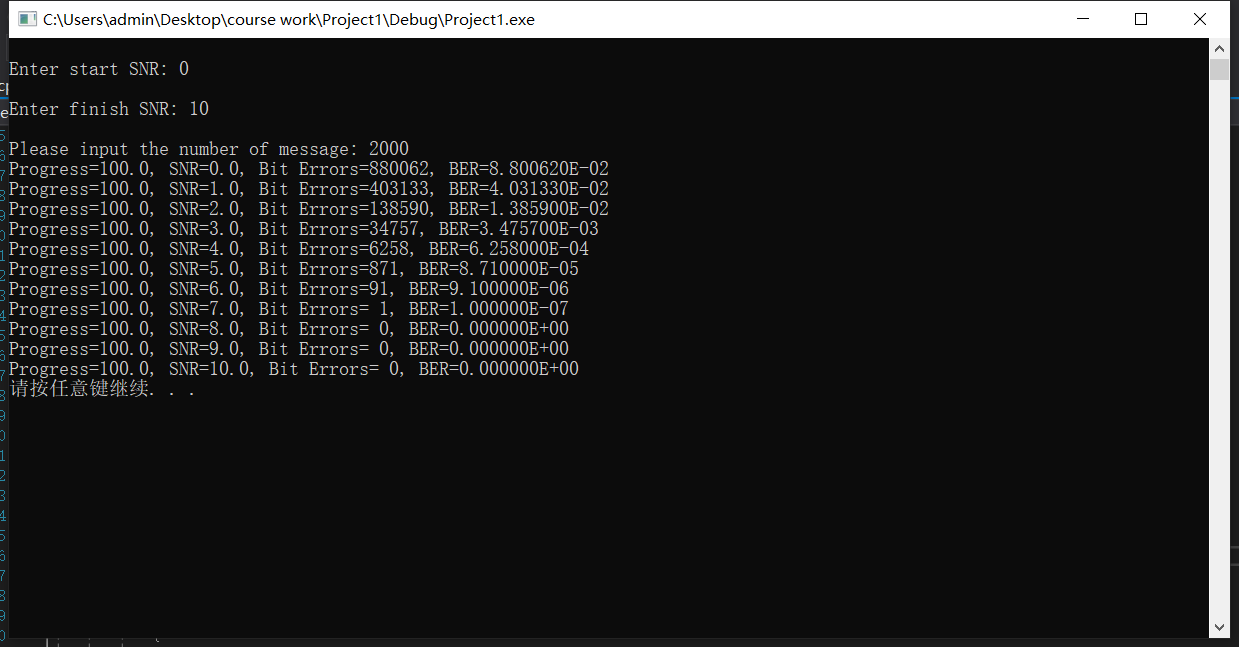 C:\Users\admin\Desktop\course work\Project1\Debug\Project1.exe
Enter start SNR: 0
Enter finish SNR: 10
Please input the number of message: 2000
Progress=100.0, SNR=0.0, Bit Errors=880062, BER=8.800620E-02
Progress=100.0, SNR=1.0, Bit Errors=403133, BER=4.031330E-02
Progress=100.0, SNR=2.0, Bit Errors=138590, BER=1.385900E-02
Progress=100.0, SNR=3.0, Bit Errors=34757, BER=3.475700E-03
Progress=100.0, SNR=4.0, Bit Errors=6258, BER=6.258000E-04
Progress=100.0, SNR=5.0, Bit Errors=871, BER=8.710000E-05
Progress=100.0, SNR=6.0, Bit Errors=91, BER=9.100000E-06
Progress=100.0, SNR=7.0, Bit Errors= 1, BER=1.000000E-07
Progress=100.0, SNR=8.0, Bit Errors= 0, BER=0.000000E+00
Progress=100.0, SNR=9.0, Bit Errors= 0, BER=0.000000E+00
Progress=100.0, SNR=10.0, Bit Errors= 0, BER=0.000000E+00
请按任意键继续. . .